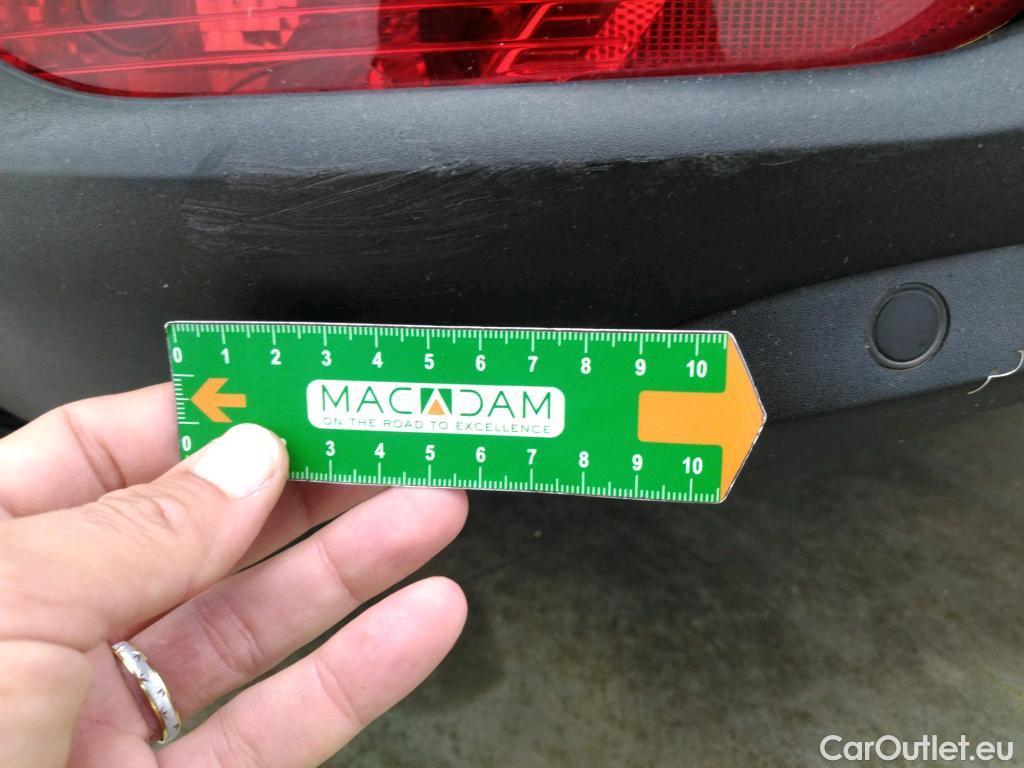 0 1 2 3 4 5 6 7 8 9 10
MACADAM
ON THE ROAD TO EXCELLENCE
0 3 4 5 6 7 8 9 10
CarOutlet.eu